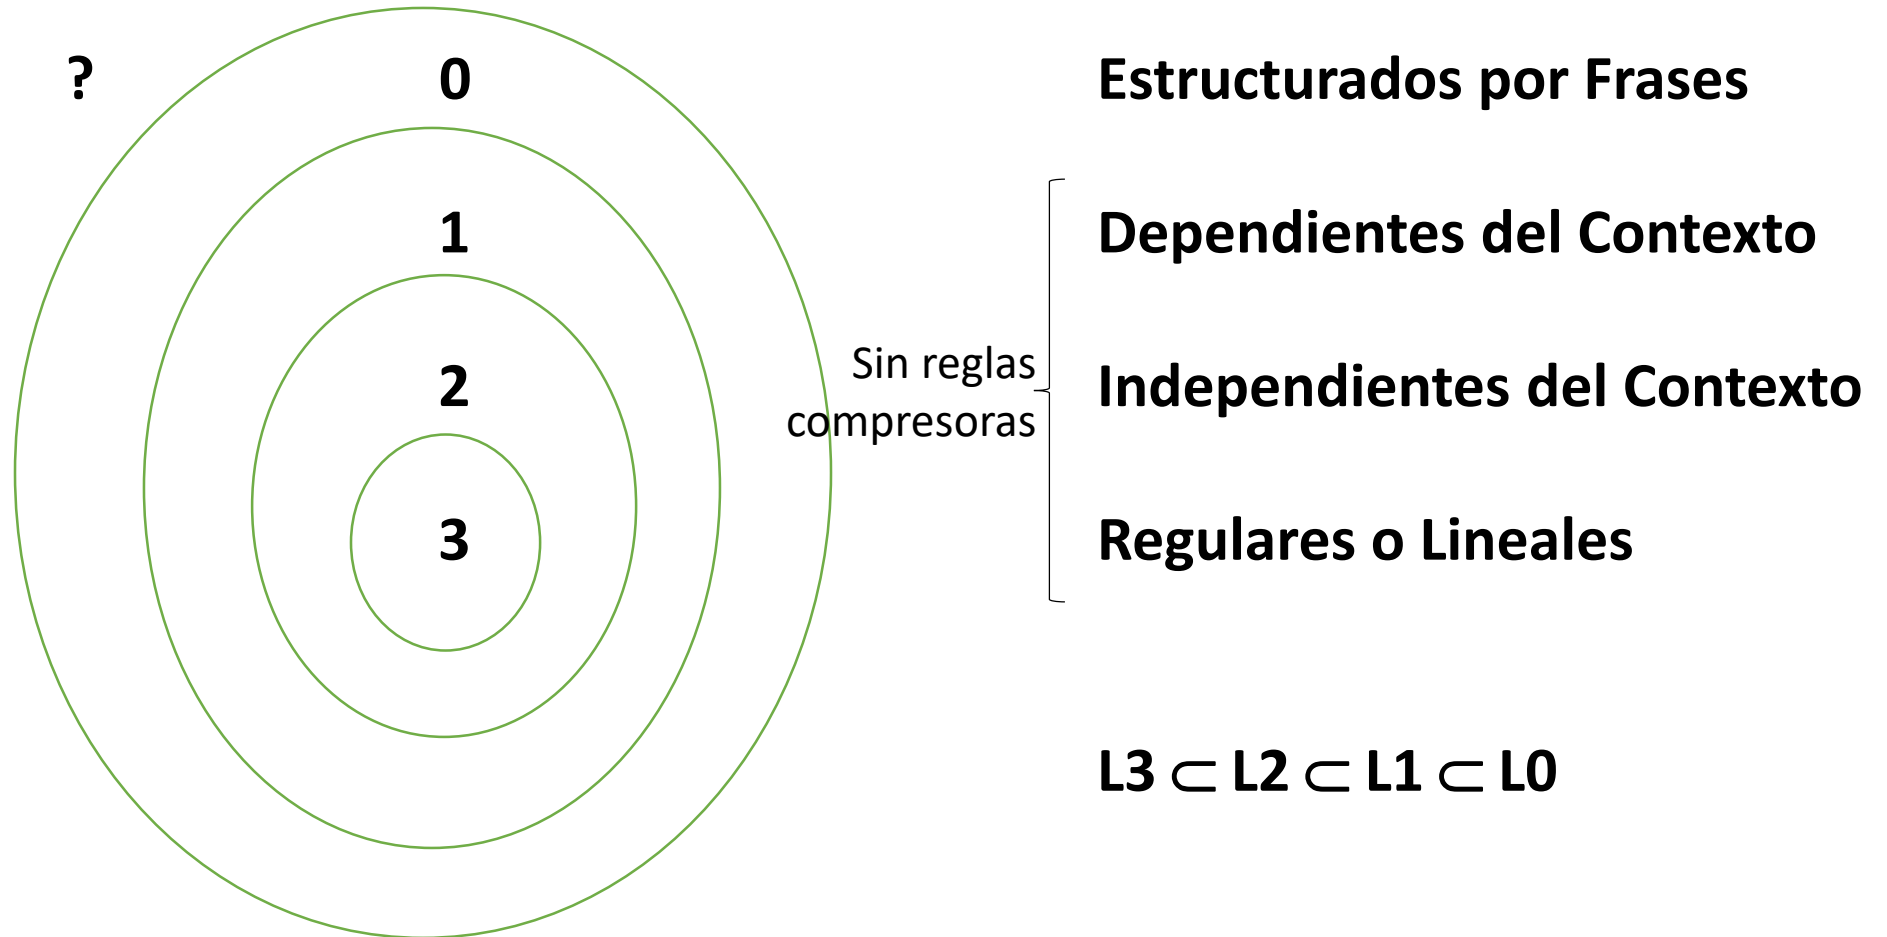 ?
0
Estructurados por Frases
1
Dependientes del Contexto
2
Sin reglas
compresoras
Independientes del Contexto
3
Regulares o Lineales
L3 ⊂ L2 ⊂ L1 ⊂ L0